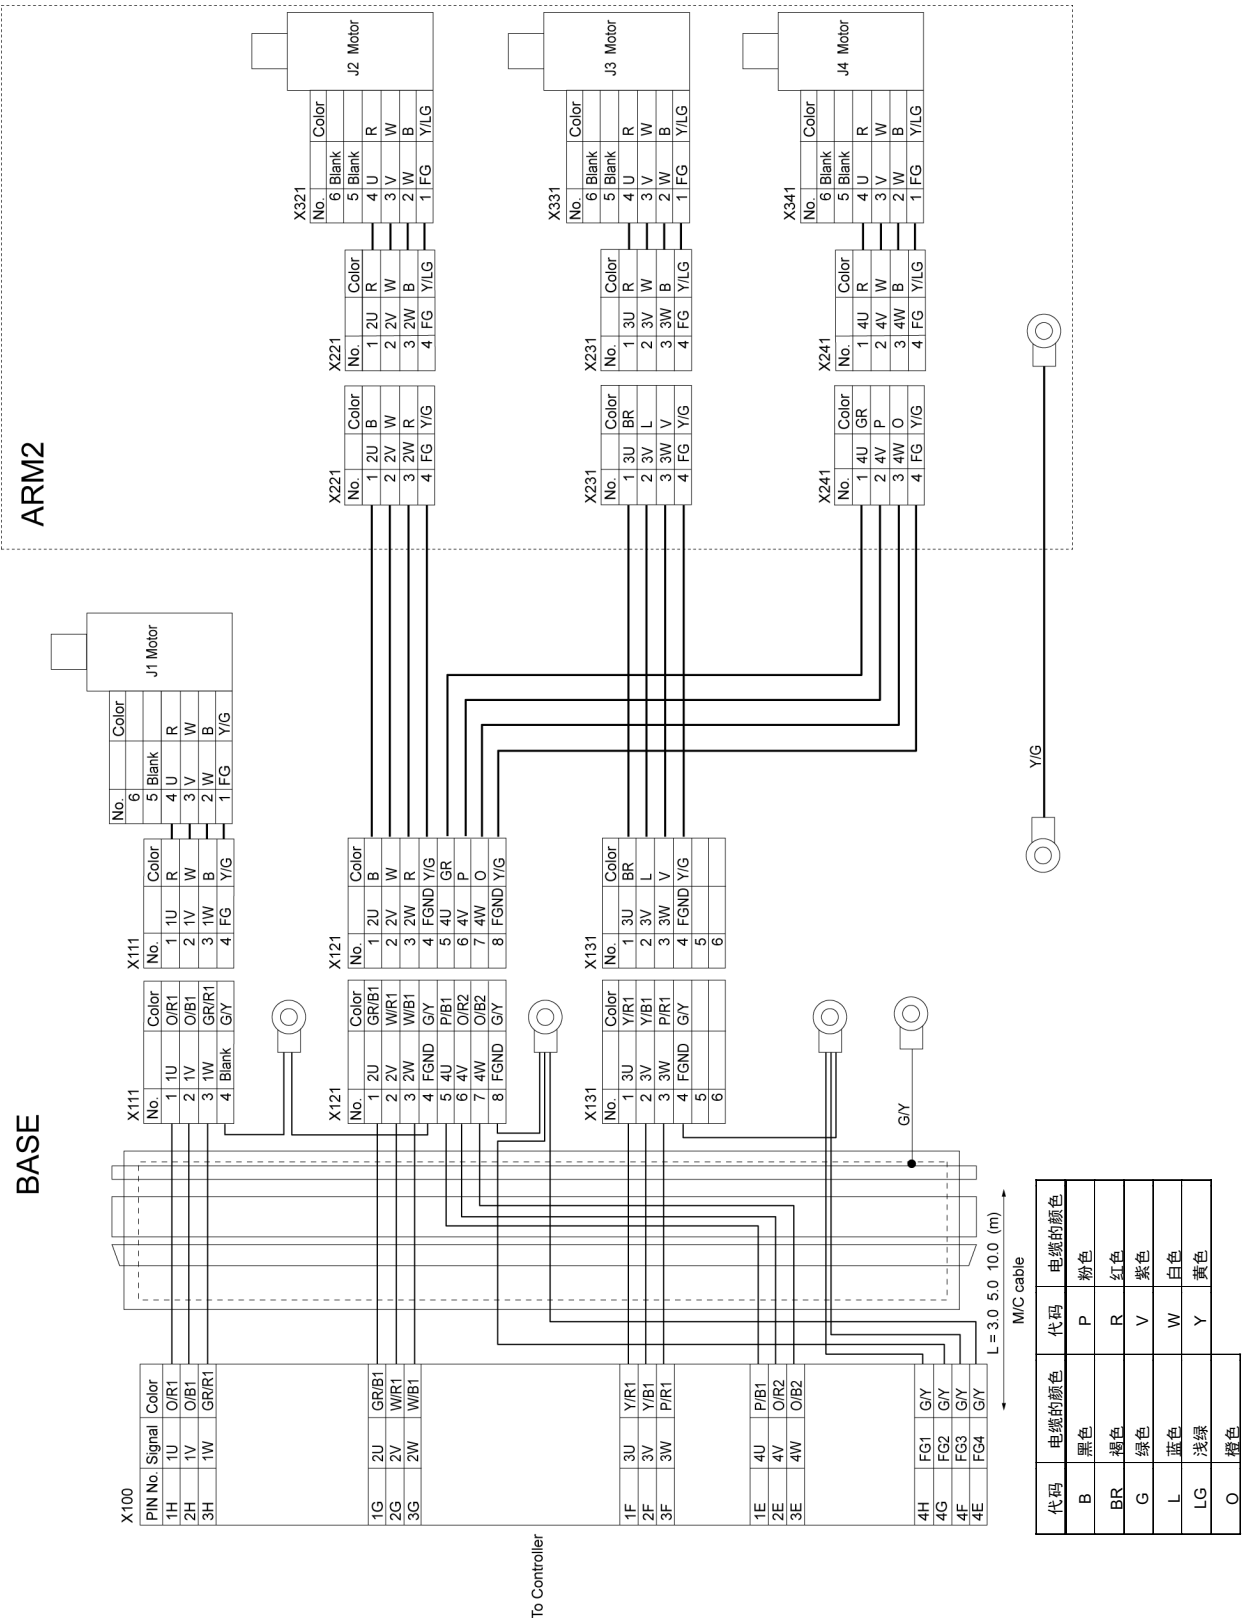 BASE
ARM2
To Controller
X100
PIN No. Signal Color
1H 1U O/R1
2H 1V O/B1
3H 1W GR/R1
1G 2U GR/B1
2G 2V W/R1
3G 2W W/B1
1F 3U Y/R1
2F 3V Y/B1
3F 3W P/R1
1E 4U P/B1
2E 4V O/R2
3E 4W O/B2
4H FG1 G/Y
4G FG2 G/Y
4F FG3 G/Y
4E FG4 G/Y
L = 3.0 5.0 10.0 (m)
M/C cable
G/Y
X111
No. Color
1 1U O/R1
2 1V O/B1
3 1W GR/R1
4 Blank G/Y
X121
No. Color
1 2U GR/B1
2 2V W/R1
3 2W W/B1
4 FGND G/Y
5 4U P/B1
6 4V O/R2
7 4W O/B2
8 FGND G/Y
X131
No. Color
1 3U Y/R1
2 3V Y/B1
3 3W P/R1
4 FGND G/Y
5
6
X111
No. Color
1 1U R
2 1V W
3 1W B
4 FG Y/G
X121
No. Color
1 2U B
2 2V W
3 2W R
4 FGND Y/G
5 4U GR
6 4V P
7 4W O
8 FGND Y/G
X131
No. Color
1 3U BR
2 3V L
3 3W V
4 FGND Y/G
5
6
No. Color
6
5 Blank
4 U R
3 V W
2 W B
1 FG Y/G
J1 Motor
Y/G
X221
No. Color
1 2U B
2 2V W
3 2W R
4 FG Y/G
X231
No. Color
1 3U BR
2 3V L
3 3W V
4 FG Y/G
X241
No. Color
1 4U GR
2 4V P
3 4W O
4 FG Y/G
X221
No. Color
1 2U R
2 2V W
3 2W B
4 FG Y/LG
X231
No. Color
1 3U R
2 3V W
3 3W B
4 FG Y/LG
X241
No. Color
1 4U R
2 4V W
3 4W B
4 FG Y/LG
X321
No. Color
6 Blank
5 Blank
4 U R
3 V W
2 W B
1 FG Y/LG
J2 Motor
X331
No. Color
6 Blank
5 Blank
4 U R
3 V W
2 W B
1 FG Y/LG
J3 Motor
X341
No. Color
6 Blank
5 Blank
4 U R
3 V W
2 W B
1 FG Y/LG
J4 Motor
代码 电缆的颜色 代码 电缆的颜色
B 黑色 P 粉色
BR 褐色 R 红色
G 绿色 V 紫色
L 蓝色 W 白色
LG 浅绿 Y 黄色
O 橙色